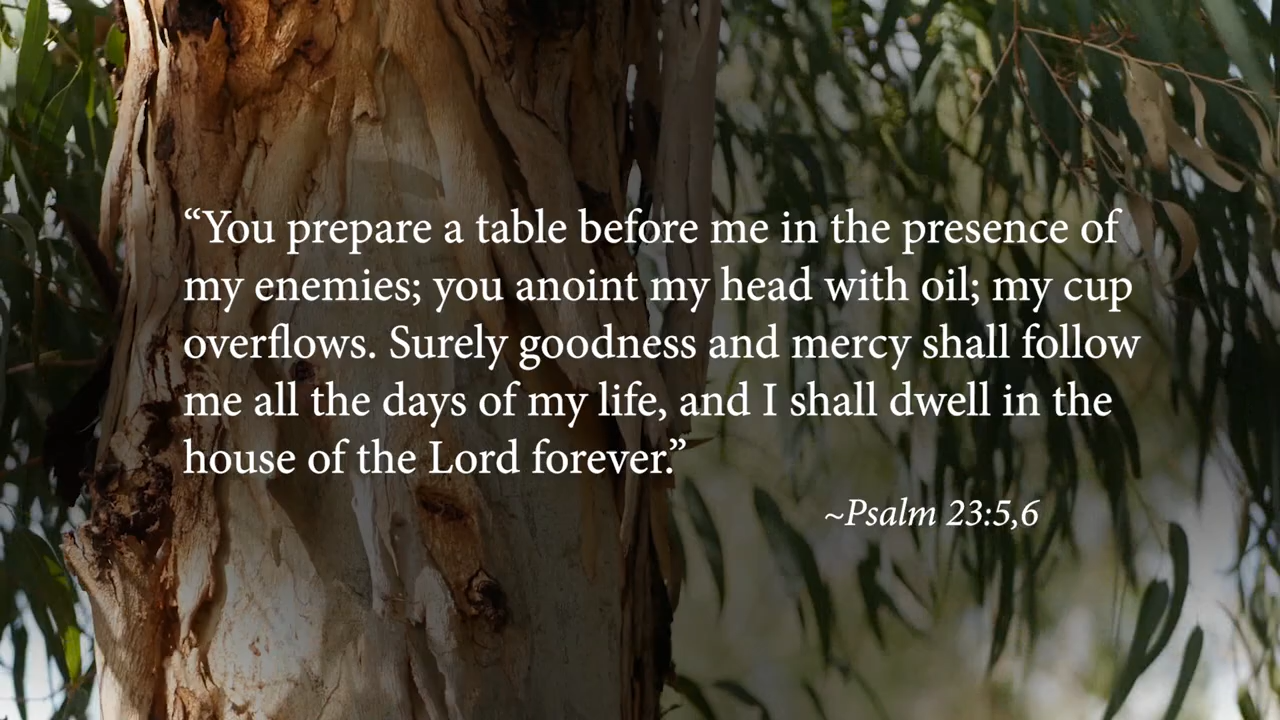 “You prepare a table before me in the presence of
my enemies; you anoint my head with oil; my cup
overflows. Surely goodness and mercy shall follow
me all the days of my life, and I shall dwell in the
house of the Lord forever.”
~Psalm 23:5,6